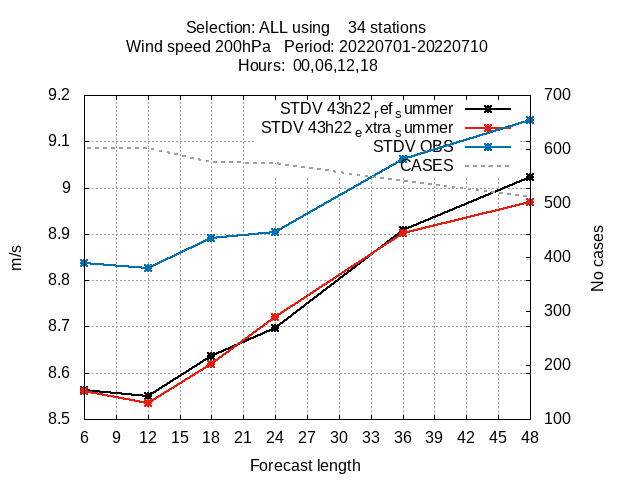 Selection: ALL using 34 stations
Wind speed 200hPa Period: 20220701-20220710
Hours: 00,06,12,18
STDV 43h22refsummer
STDV 43h22extrasummer
STDV OBS
CASES
9.2
9.1
9
8.9
8.8
8.7
8.6
8.5
m/s
700
600
500
400
300
200
100
No cases
6 9 12 15 18 21 24 27 30 33 36 39 42 45 48
Forecast length